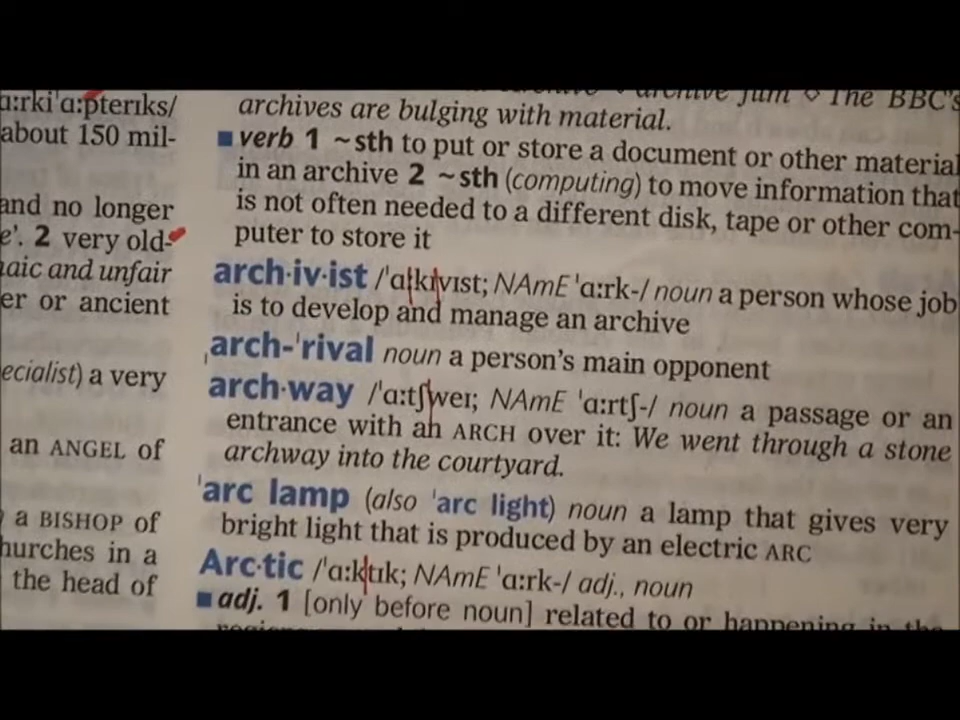 ɑːrkiˈɑːpterɪks/
about 150 mil-
and no longer
e'. 2 very old-
aic and unfair
er or ancient
ecialist) a very
an ANGEL of
a BISHOP of
hurches in a
the head of
archive film ◇ The BBC's
archives are bulging with material.
■ verb 1 ~sth to put or store a document or other material
in an archive 2 ~sth (computing) to move information that
is not often needed to a different disk, tape or other com-
puter to store it
arch·iv·ist /ˈɑːkɪvɪst; NAmE ˈɑːrk-/ noun a person whose job
is to develop and manage an archive
ˌarch-ˈrival noun a person's main opponent
arch·way /ˈɑːtʃweɪ; NAmE ˈɑːrtʃ-/ noun a passage or an
entrance with an ARCH over it: We went through a stone
archway into the courtyard.
ˈarc lamp (also ˈarc light) noun a lamp that gives very
bright light that is produced by an electric ARC
Arc·tic /ˈɑːktɪk; NAmE ˈɑːrk-/ adj., noun
■ adj. 1 [only before noun] related to or happening in the